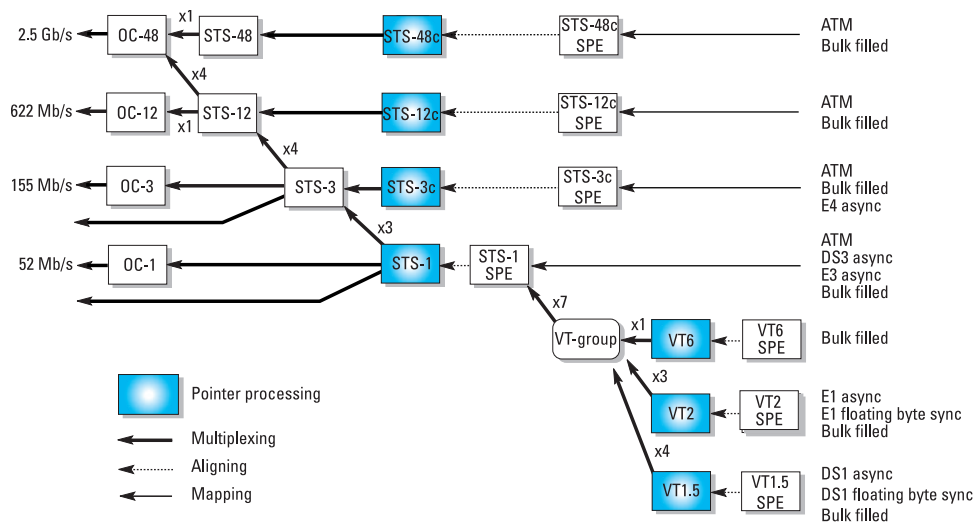 2.5 Gb/s
OC-48
x1
STS-48
STS-48c
STS-48c
SPE
ATM
Bulk filled
x4
622 Mb/s
OC-12
x1
STS-12
STS-12c
STS-12c
SPE
ATM
Bulk filled
x4
155 Mb/s
OC-3
STS-3
STS-3c
STS-3c
SPE
ATM
Bulk filled
E4 async
x3
52 Mb/s
OC-1
STS-1
STS-1
SPE
ATM
DS3 async
E3 async
Bulk filled
x7
VT-group
x1
VT6
VT6
SPE
Bulk filled
x3
VT2
VT2
SPE
E1 async
E1 floating byte sync
Bulk filled
x4
VT1.5
VT1.5
SPE
DS1 async
DS1 floating byte sync
Bulk filled
Pointer processing
Multiplexing
Aligning
Mapping